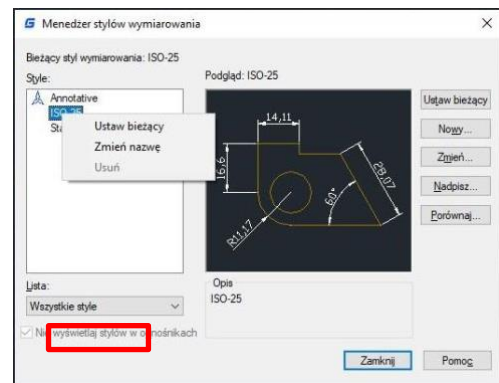 Menedżer stylów wymiarowania
Bieżący styl wymiarowania: ISO-25
Style:
Annotative
ISO-25
Ustaw bieżący
Zmień nazwę
Usuń
Podgląd: ISO-25
14,11
16,6
28,07
60°
R11,17
Ustaw bieżący
Nowy...
Zmień...
Nadpisz...
Porównaj...
Lista:
Wszystkie style
Nie wyświetlaj stylów w odnośnikach
Opis
ISO-25
Zamknij
Pomoc